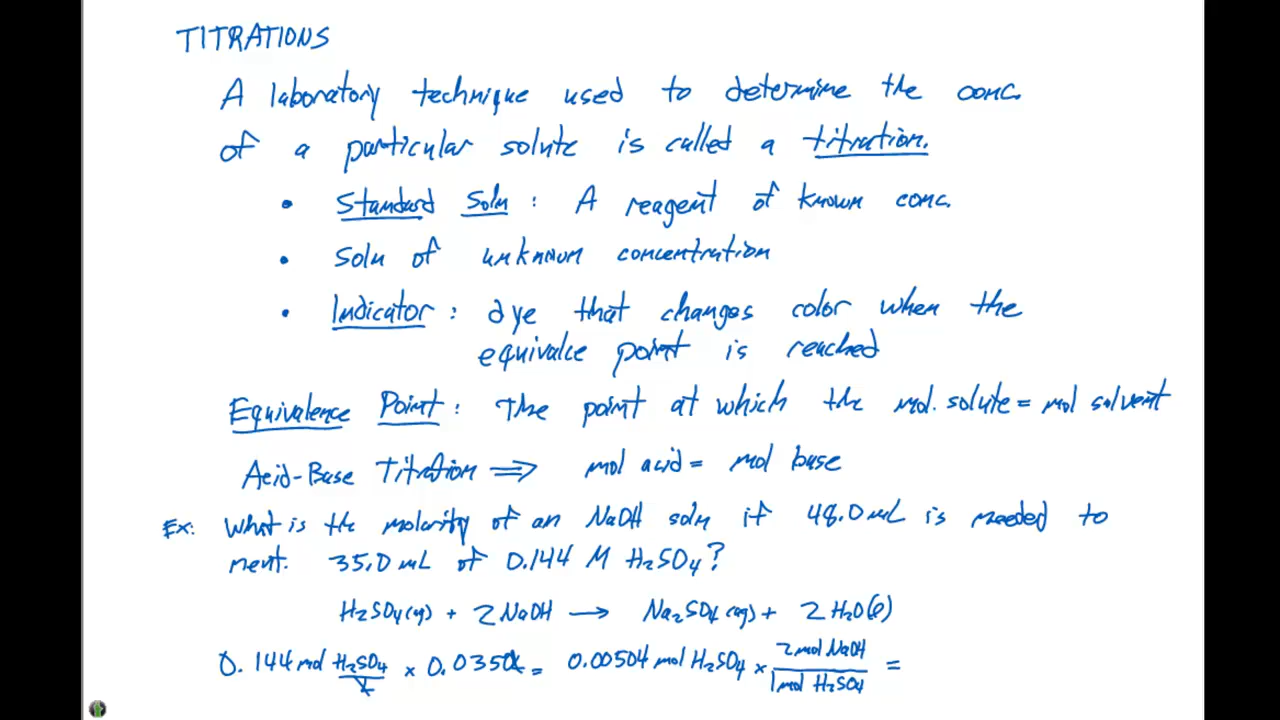 TITRATIONS
A laboratory technique used to determine the conc.
of a particular solute is called a titration.
• Standard Soln : A reagent of known conc.
• Soln of unknown concentration
• Indicator : dye that changes color when the
equivalce point is reached
Equivalence Point : The point at which the mol. solute = mol solvent
Acid-Base Titration ⟹ mol acid = mol base
Ex: What is the molarity of an NaOH soln if 48.0 mL is needed to
neut. 35.0 mL of 0.144 M H₂SO₄?
H₂SO₄(aq) + 2 NaOH → Na₂SO₄(aq) + 2 H₂O(l)
0.144 mol H₂SO₄/L × 0.035L = 0.00504 mol H₂SO₄ × 2 mol NaOH/1 mol H₂SO₄ =